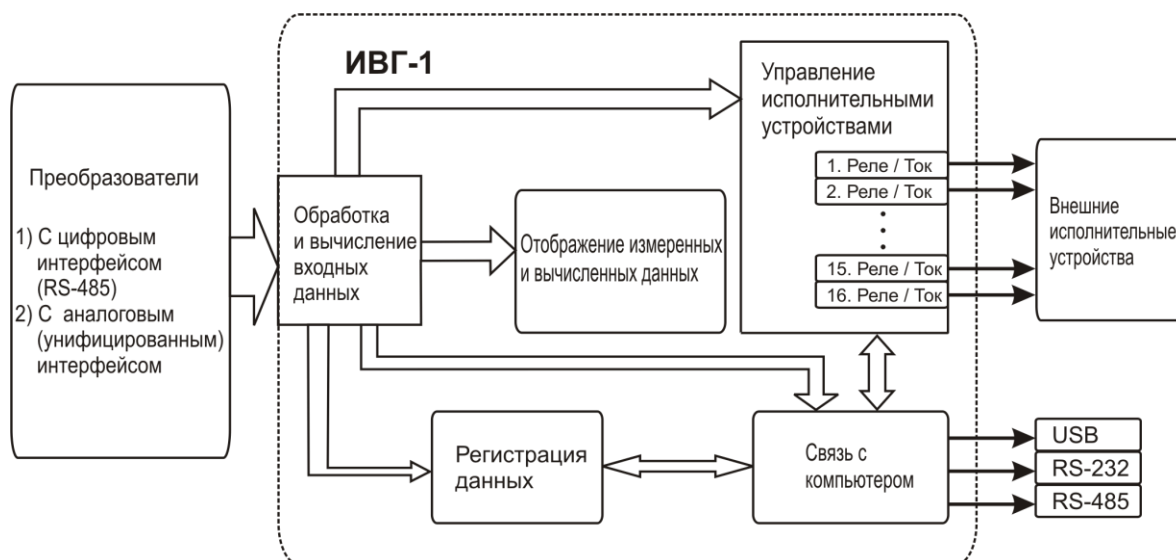 ИВГ-1
Преобразователи
1) С цифровым
интерфейсом
(RS-485)
2) С аналоговым
(унифицированным)
интерфейсом
Обработка
и вычисление
входных
данных
Отображение измеренных
и вычисленных данных
Управление
исполнительными
устройствами
1. Реле / Ток
2. Реле / Ток
15. Реле / Ток
16. Реле / Ток
Внешние
исполнительные
устройства
Регистрация
данных
Связь с
компьютером
USB
RS-232
RS-485